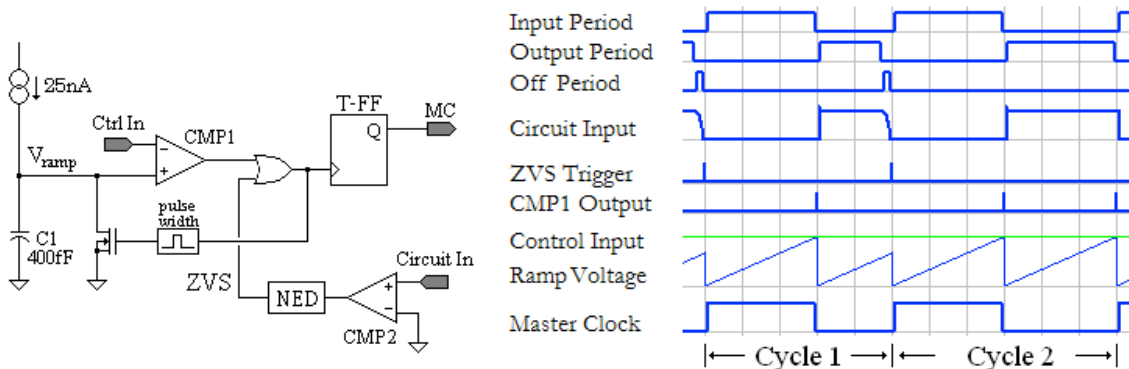 25nA
Ctrl In
CMP1
V_ramp
T-FF
Q
MC
pulse
width
C1
400fF
ZVS
NED
CMP2
Circuit In
Input Period
Output Period
Off Period
Circuit Input
ZVS Trigger
CMP1 Output
Control Input
Ramp Voltage
Master Clock
Cycle 1
Cycle 2